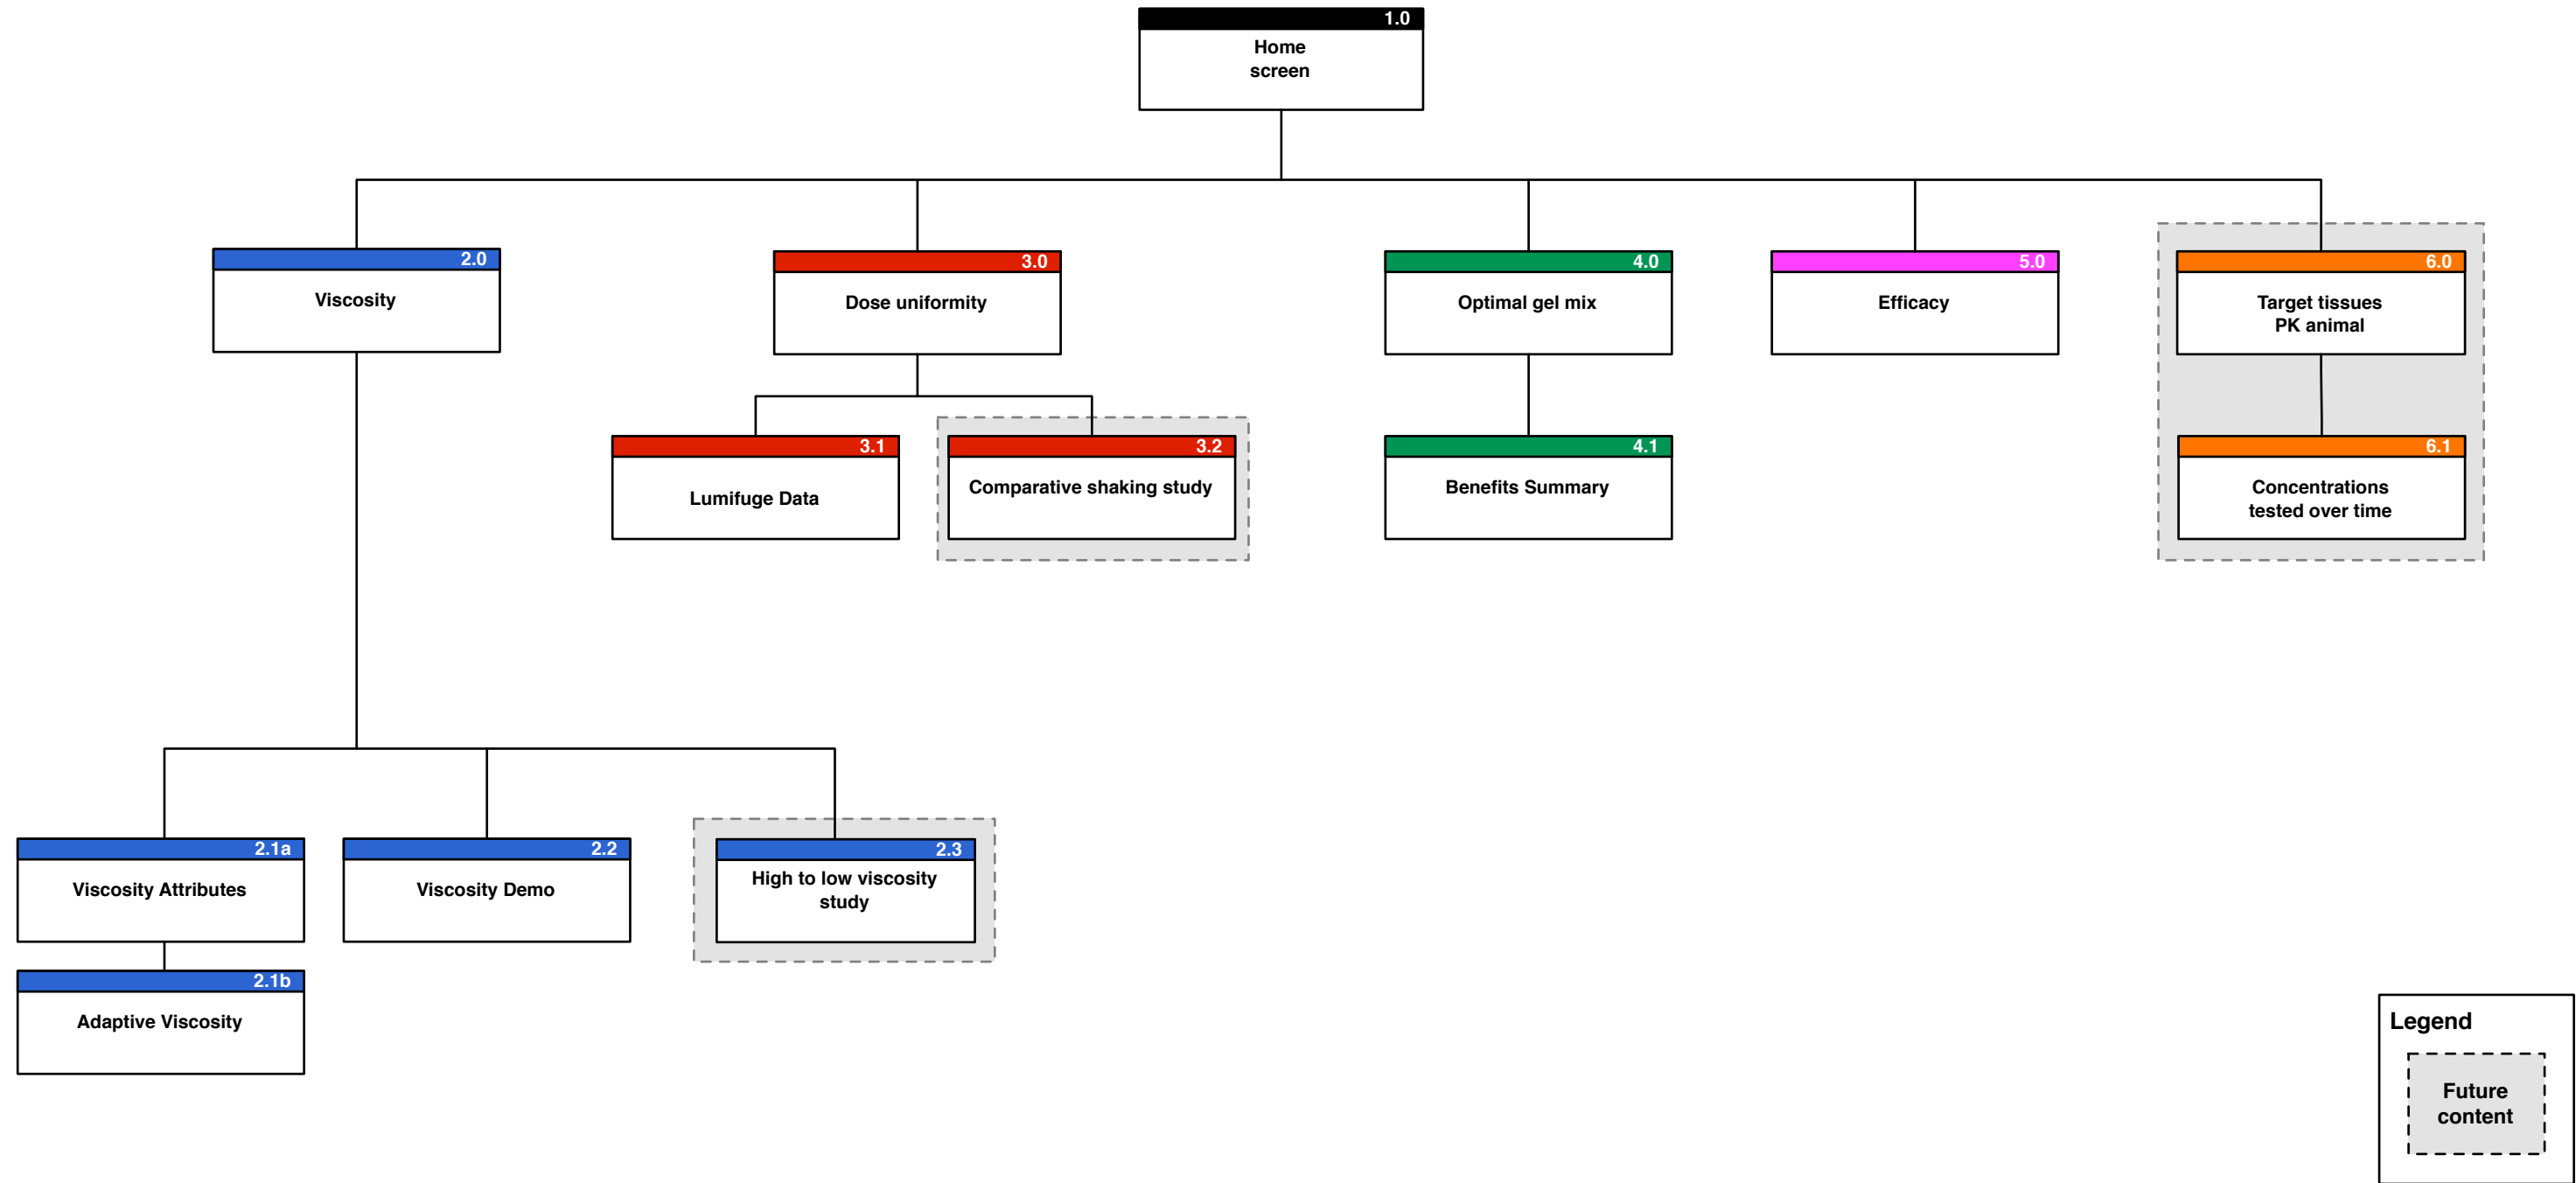 1.0
Home
screen
2.0
Viscosity
3.0
Dose uniformity
4.0
Optimal gel mix
5.0
Efficacy
6.0
Target tissues
PK animal
3.1
Lumifuge Data
3.2
Comparative shaking study
4.1
Benefits Summary
6.1
Concentrations
tested over time
2.1a
Viscosity Attributes
2.2
Viscosity Demo
2.3
High to low viscosity
study
2.1b
Adaptive Viscosity
Legend
Future
content